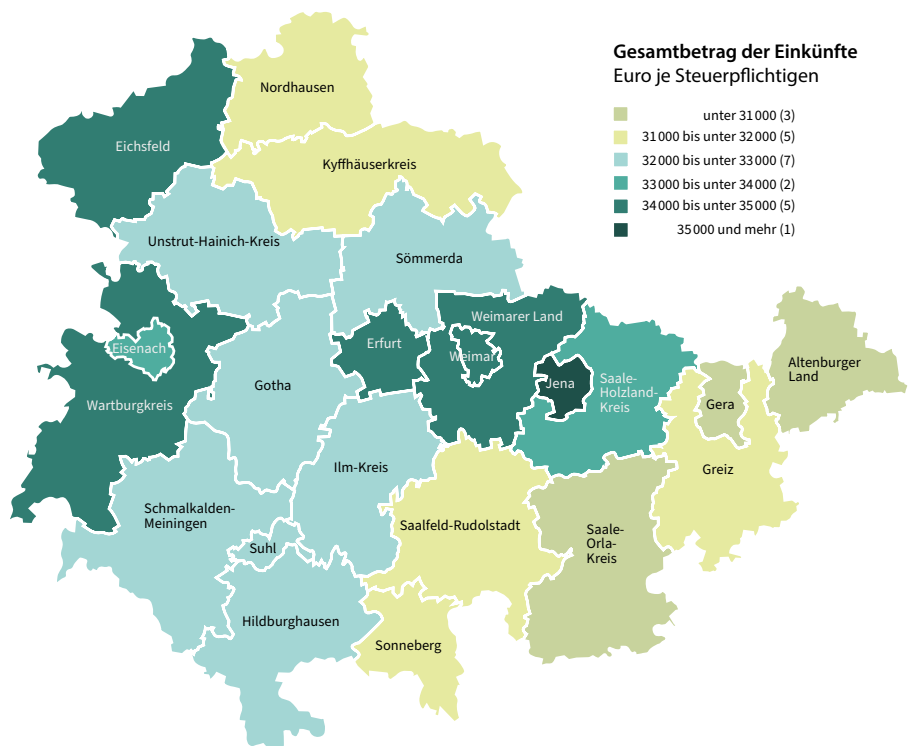 Gesamtbetrag der Einkünfte
Euro je Steuerpflichtigen
unter 31 000 (3)
31 000 bis unter 32 000 (5)
32 000 bis unter 33 000 (7)
33 000 bis unter 34 000 (2)
34 000 bis unter 35 000 (5)
35 000 und mehr (1)
Nordhausen
Eichsfeld
Kyffhäuserkreis
Unstrut-Hainich-Kreis
Sömmerda
Weimarer Land
Eisenach
Erfurt
Weimar
Altenburger
Land
Gotha
Jena
Saale-
Holzland-
Kreis
Wartburgkreis
Gera
Ilm-Kreis
Greiz
Schmalkalden-
Meiningen
Saalfeld-Rudolstadt
Saale-
Orla-
Kreis
Suhl
Hildburghausen
Sonneberg